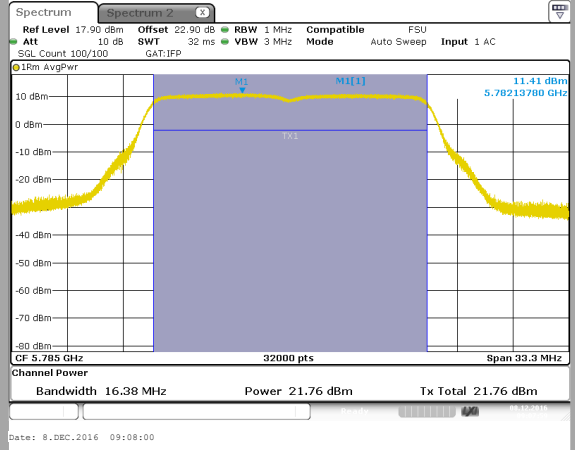 Spectrum Spectrum 2 X
Ref Level 17.90 dBm Offset 22.90 dB RBW 1 MHz Compatible FSU
Att 10 dB SWT 32 ms VBW 3 MHz Mode Auto Sweep Input 1 AC
SGL Count 100/100 GAT:IFP
1Rm AvgPwr
M1 M1[1] 11.41 dBm
5.78213780 GHz
10 dBm
0 dBm
TX1
-10 dBm
-20 dBm
-30 dBm
-40 dBm
-50 dBm
-60 dBm
-70 dBm
-80 dBm
CF 5.785 GHz 32000 pts Span 33.3 MHz
Channel Power
Bandwidth 16.38 MHz Power 21.76 dBm Tx Total 21.76 dBm
Ready 08.12.2016
Date: 8.DEC.2016 09:08:00